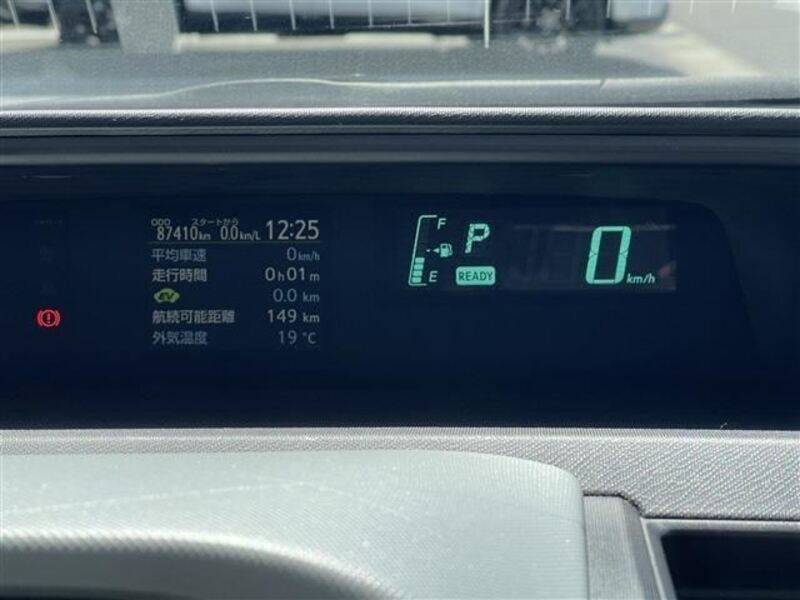 ODO スタートから 12:25
87410km 0.0km/L
平均車速 0km/h
走行時間 0h01m
EV 0.0 km
航続可能距離 149 km
外気温度 19 °C
F
E
P
READY
0 km/h